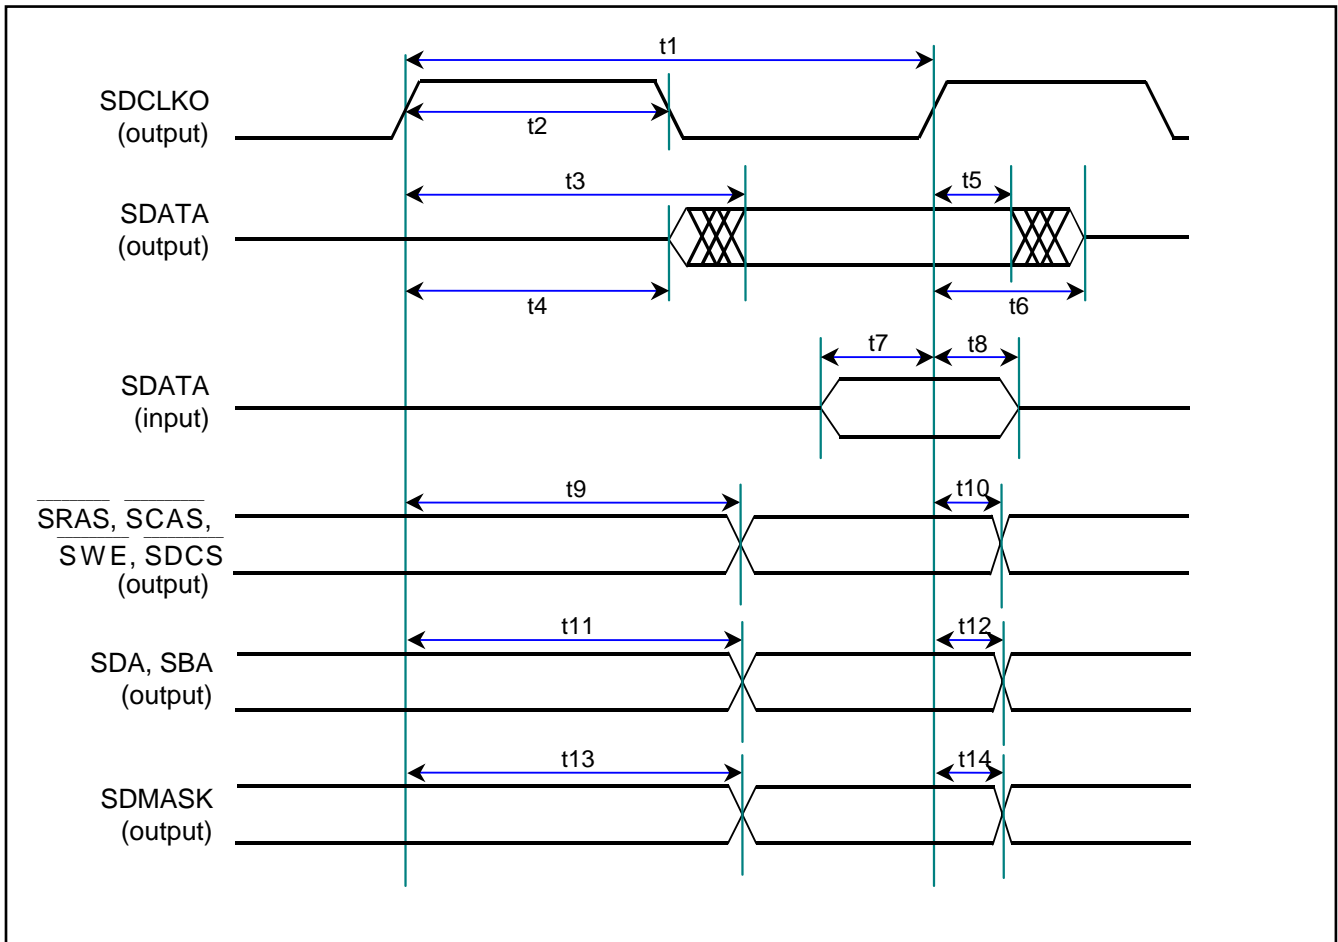 t1
SDCLKO
(output)
t2
t3
t5
SDATA
(output)
t4
t6
t7
t8
SDATA
(input)
t9
t10
SRAS, SCAS,
SWE, SDCS
(output)
t11
t12
SDA, SBA
(output)
t13
t14
SDMASK
(output)